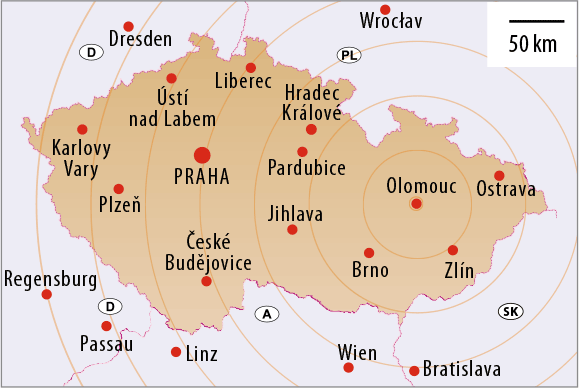 Wrocław
50 km
D
Dresden
PL
Liberec
Ústí
nad Labem
Hradec
Králové
Karlovy
Vary
PRAHA
Pardubice
Olomouc
Ostrava
Plzeň
Jihlava
České
Budějovice
Brno
Zlín
Regensburg
D
A
SK
Passau
Linz
Wien
Bratislava